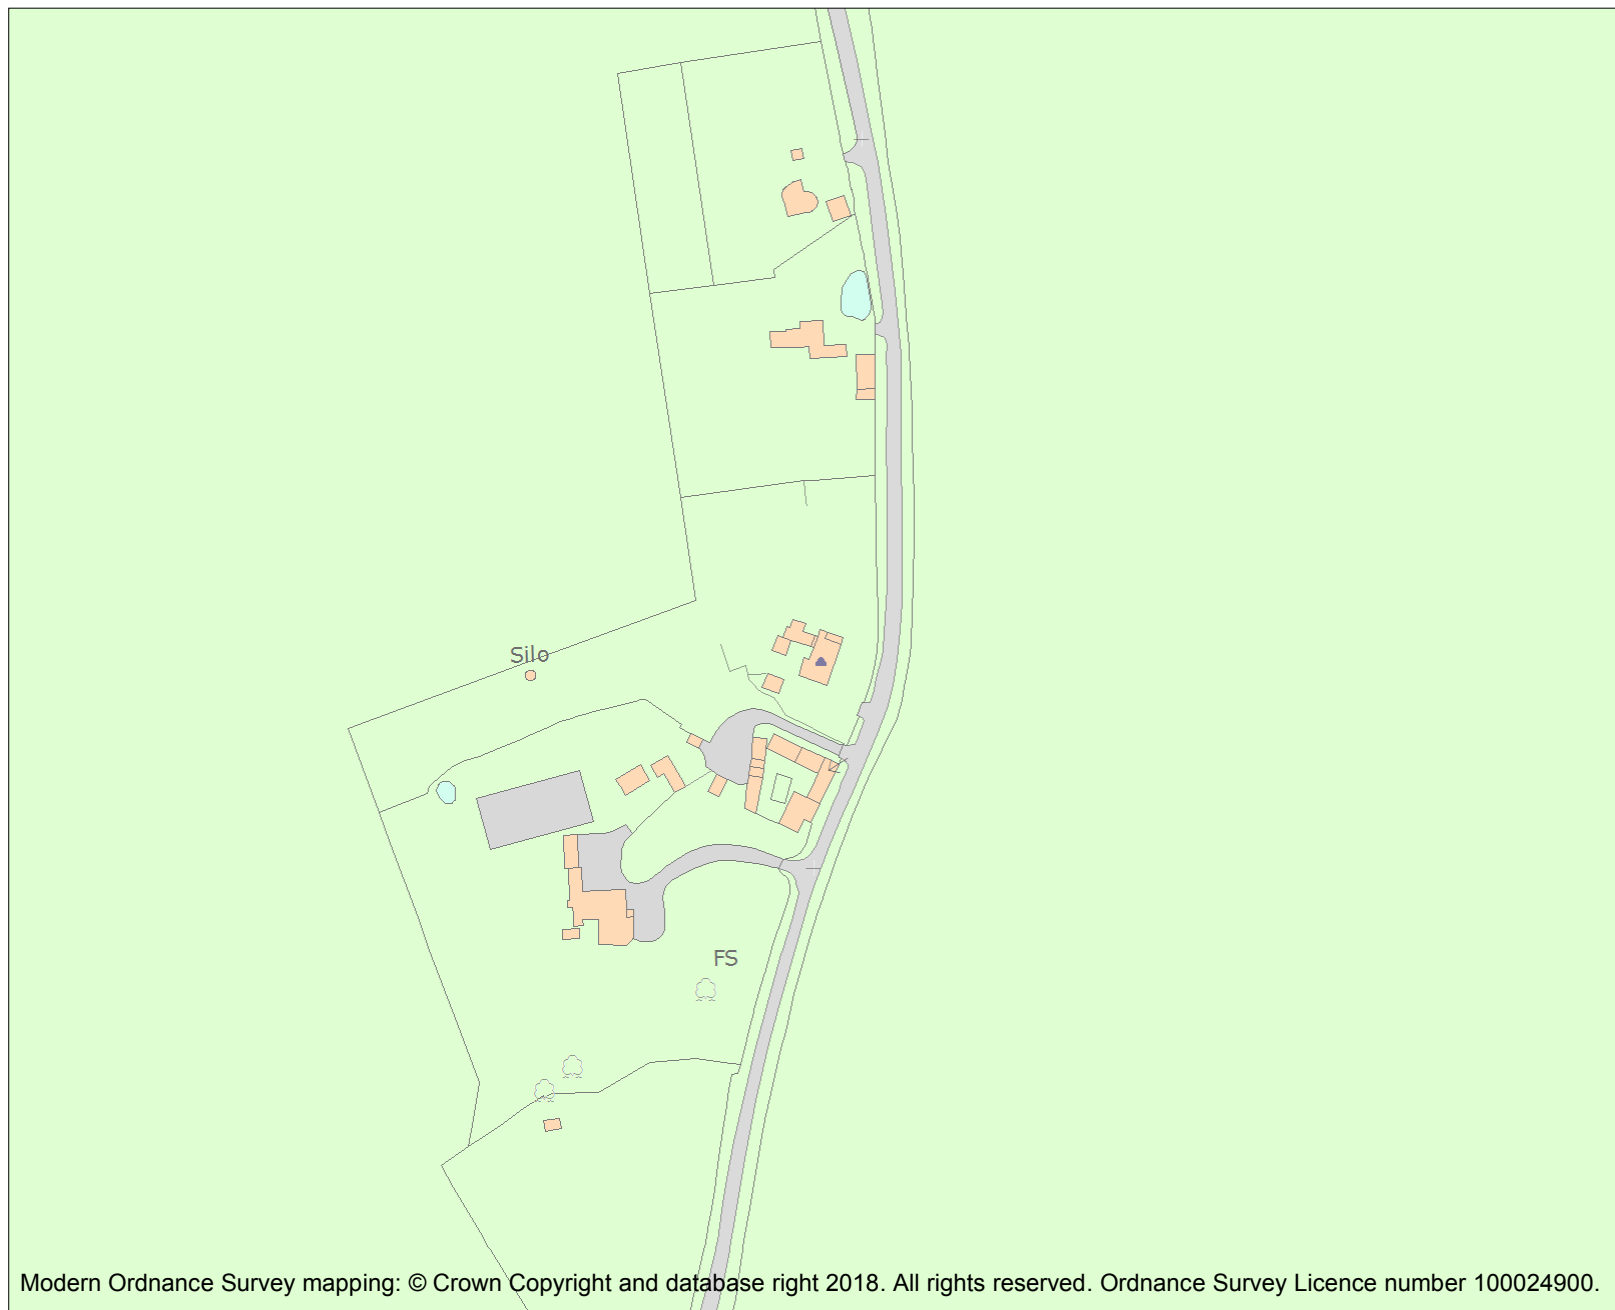 Silo
FS
Modern Ordnance Survey mapping: © Crown Copyright and database right 2018. All rights reserved. Ordnance Survey Licence number 100024900.